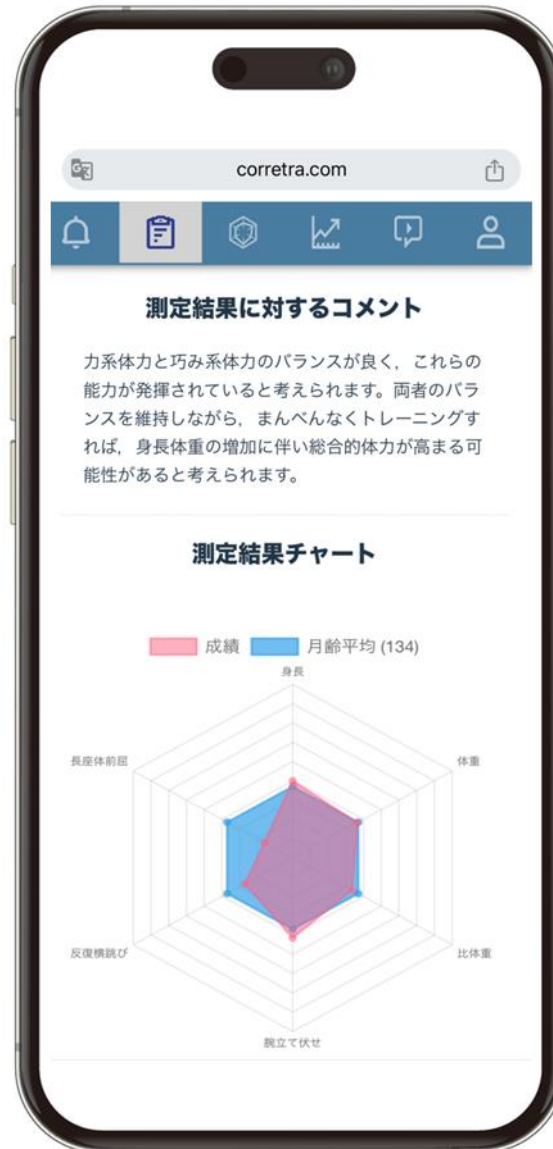 corretra.com
測定結果に対するコメント
力系体力と巧み系体力のバランスが良く，これらの
能力が発揮されていると考えられます。両者のバラ
ンスを維持しながら，まんべんなくトレーニングす
れば，身長体重の増加に伴い総合的体力が高まる可
能性があると考えられます。
測定結果チャート
成績 月齢平均 (134)
身長
長座体前屈 体重
反復横跳び 比体重
腕立て伏せ